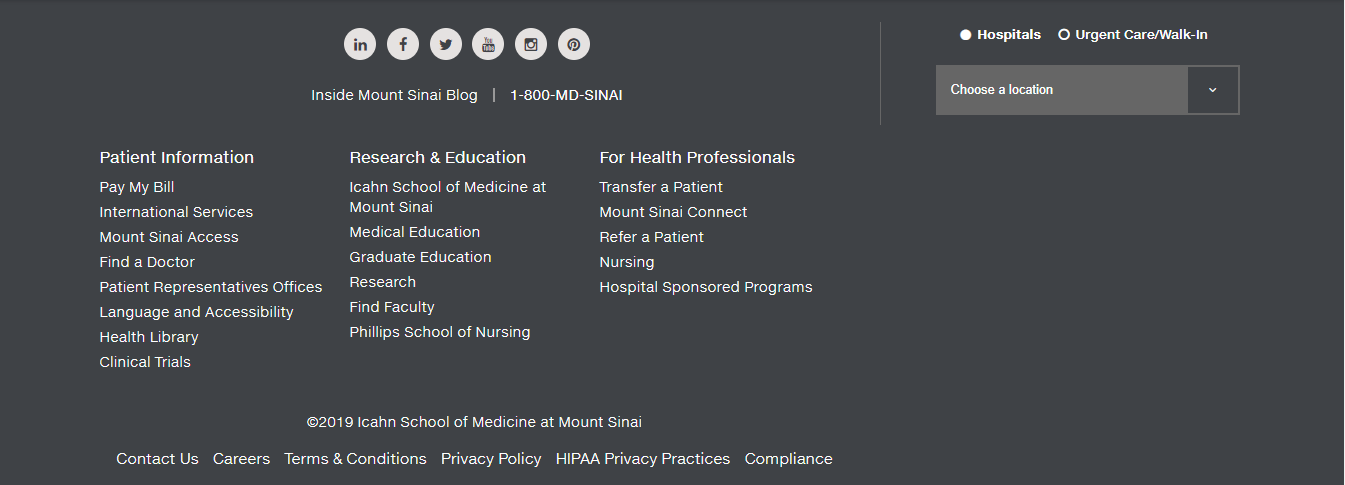 in
You Tube
Inside Mount Sinai Blog | 1-800-MD-SINAI
Hospitals Urgent Care/Walk-In
Choose a location
Patient Information
Pay My Bill
International Services
Mount Sinai Access
Find a Doctor
Patient Representatives Offices
Language and Accessibility
Health Library
Clinical Trials
Research & Education
Icahn School of Medicine at
Mount Sinai
Medical Education
Graduate Education
Research
Find Faculty
Phillips School of Nursing
For Health Professionals
Transfer a Patient
Mount Sinai Connect
Refer a Patient
Nursing
Hospital Sponsored Programs
©2019 Icahn School of Medicine at Mount Sinai
Contact Us Careers Terms & Conditions Privacy Policy HIPAA Privacy Practices Compliance